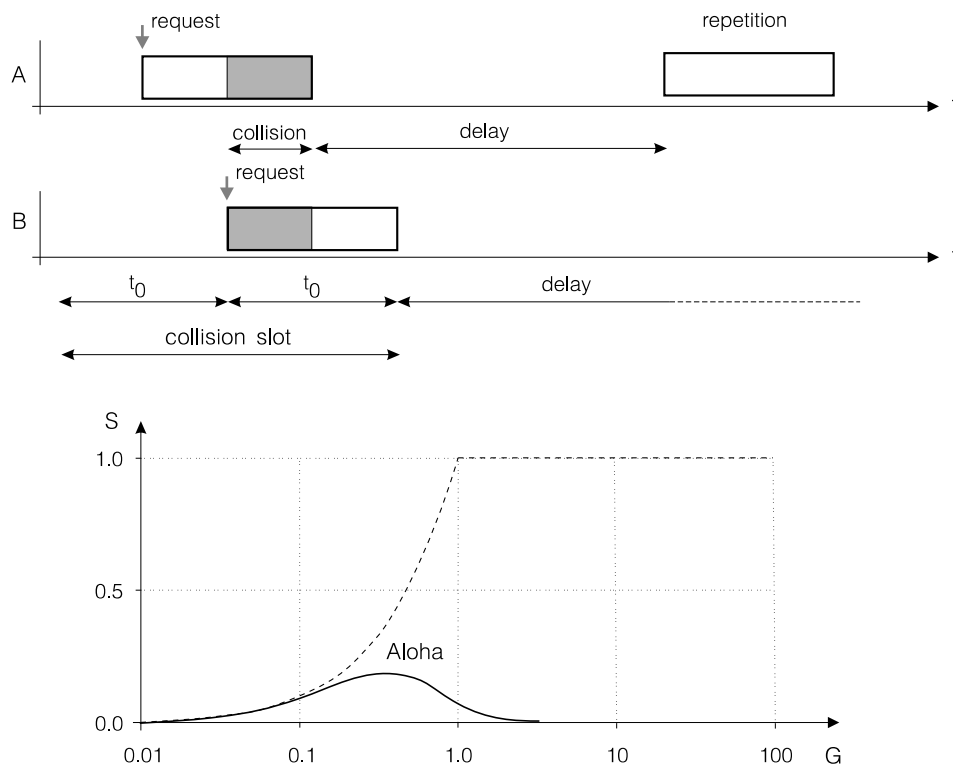 request
repetition
A
collision
delay
request
B
t0
t0
delay
collision slot
S
1.0
0.5
Aloha
0.0
0.01
0.1
1.0
10
100
G